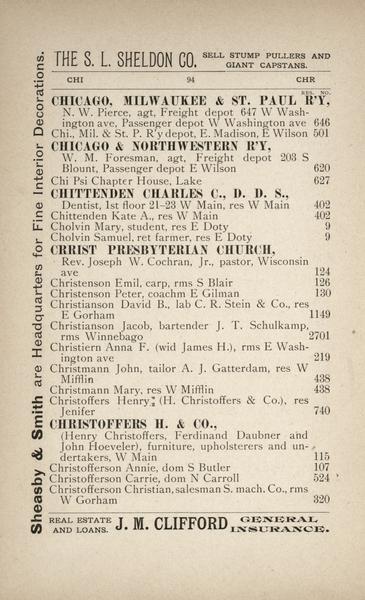 THE S. L. SHELDON CO. SELL STUMP PULLERS AND GIANT CAPSTANS.
CHI 94 CHR
RES. NO.
CHICAGO, MILWAUKEE & ST. PAUL R'Y,
N. W. Pierce, agt, Freight depot 647 W Wash-
ington ave, Passenger depot W Washington ave 646
Chi., Mil. & St. P. R'y depot, E. Madison, E Wilson 501
CHICAGO & NORTHWESTERN R'Y,
W. M. Foresman, agt, Freight depot 203 S
Blount, Passenger depot E Wilson 620
Chi Psi Chapter House, Lake 627
CHITTENDEN CHARLES C., D. D. S.,
Dentist, 1st floor 21-23 W Main, res W Main 402
Chittenden Kate A., res W Main 402
Cholvin Mary, student, res E Doty 9
Cholvin Samuel, ret farmer, res E Doty 9
CRRIST PRESBYTERIAN CHURCH,
Rev. Joseph W. Cochran, Jr., pastor, Wisconsin
ave 124
Christenson Emil, carp, rms S Blair 126
Christenson Peter, coachm E Gilman 130
Christianson David B., lab C. R. Stein & Co., res
E Gorham 1149
Christianson Jacob, bartender J. T. Schulkamp,
rms Winnebago 2701
Christiern Anna F. (wid James H.), rms E Wash-
ington ave 219
Christmann John, tailor A. J. Gatterdam, res W
Mifflin 438
Christmann Mary, res W Mifflin 438
Christoffers Henry; (H. Christoffers & Co.), res
Jenifer 740
CHRISTOFFERS H. & CO.,
(Henry Christoffers, Ferdinand Daubner and
John Hoeveler), furniture, upholsterers and un-
dertakers, W Main 115
Christofferson Annie, dom S Butler 107
Christofferson Carrie, dom N Carroll 524
Christofferson Christian, salesman S. mach. Co., rms
W Gorham 320
REAL ESTATE AND LOANS. J. M. CLIFFORD GENERAL INSURANCE.
Sheasby & Smith are Headquarters for Fine Interior Decorations.